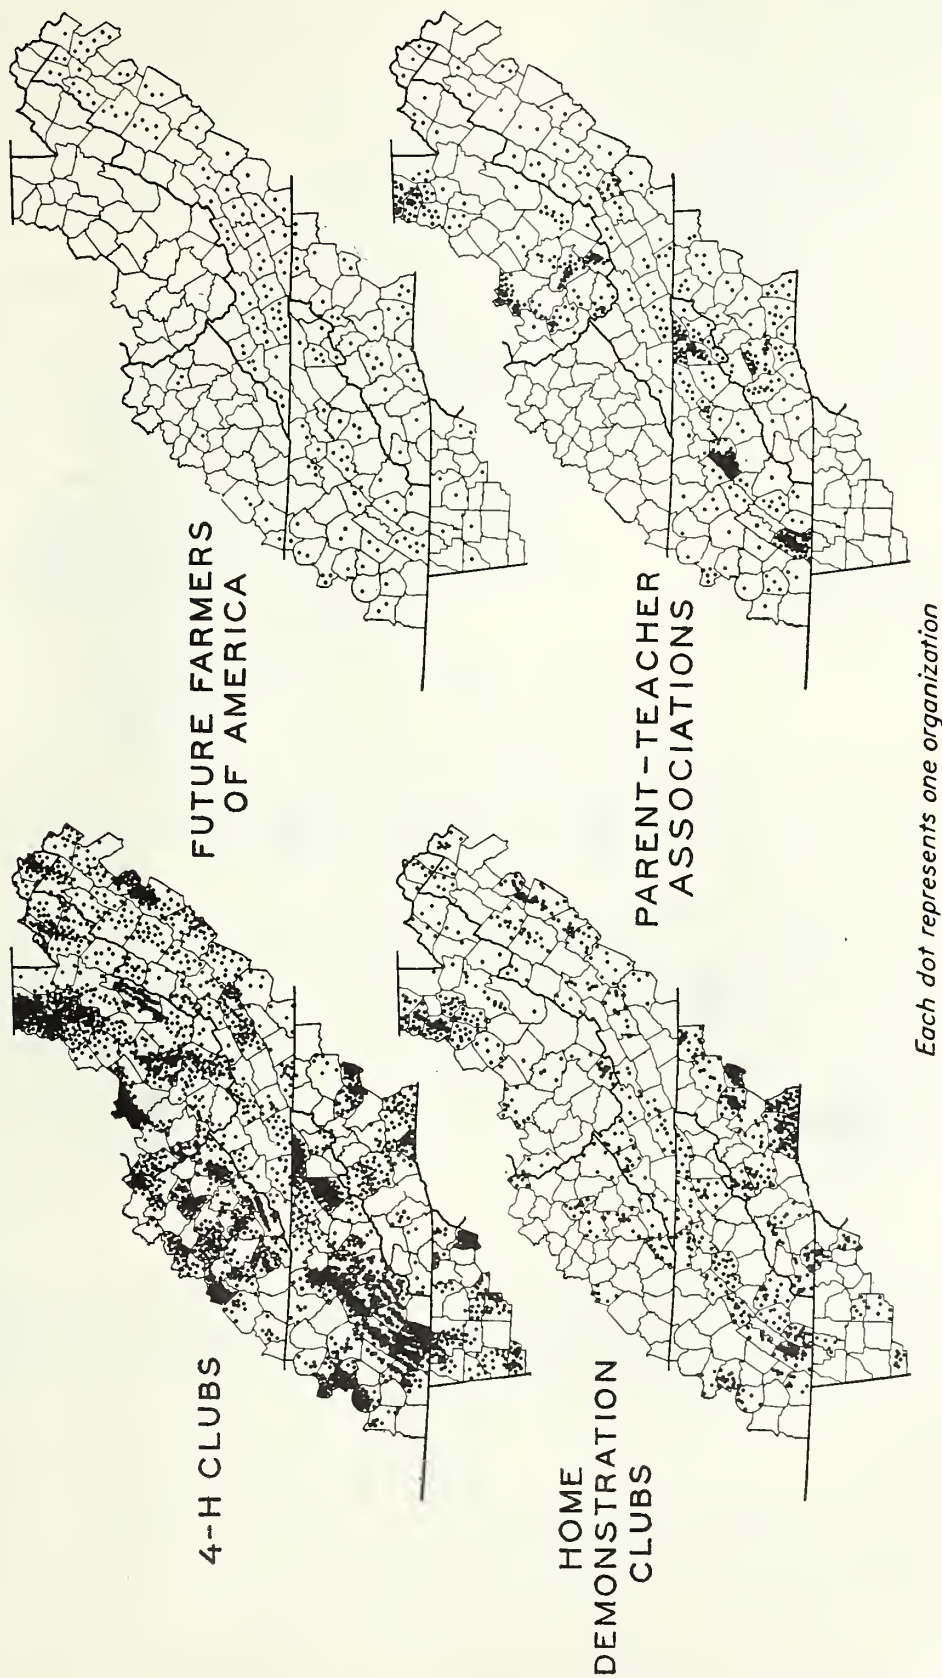 4-H CLUBS
FUTURE FARMERS
OF AMERICA
HOME
DEMONSTRATION
CLUBS
PARENT-TEACHER
ASSOCIATIONS
Each dot represents one organization